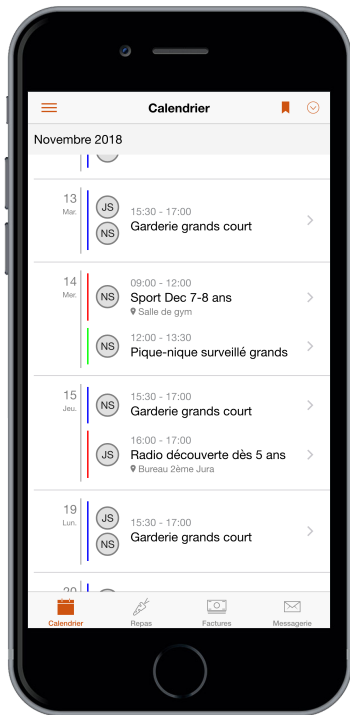 Calendrier
Novembre 2018
13
Mar.
JS
NS
15:30 - 17:00
Garderie grands court
14
Mer.
NS
09:00 - 12:00
Sport Dec 7-8 ans
Salle de gym
NS
12:00 - 13:30
Pique-nique surveillé grands
15
Jeu.
NS
15:30 - 17:00
Garderie grands court
JS
16:00 - 17:00
Radio découverte dès 5 ans
Bureau 2ème Jura
19
Lun.
JS
NS
15:30 - 17:00
Garderie grands court
20
Calendrier
Repas
Factures
Messagerie